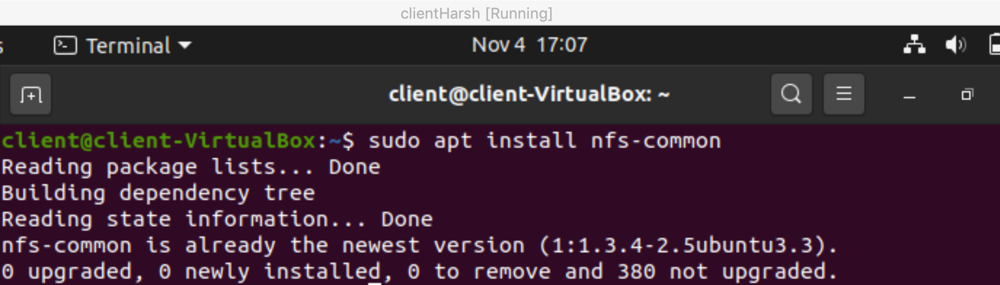 clientHarsh [Running]
Terminal
Nov 4 17:07
client@client-VirtualBox: ~
client@client-VirtualBox:~$ sudo apt install nfs-common
Reading package lists... Done
Building dependency tree
Reading state information... Done
nfs-common is already the newest version (1:1.3.4-2.5ubuntu3.3).
0 upgraded, 0 newly installed, 0 to remove and 380 not upgraded.